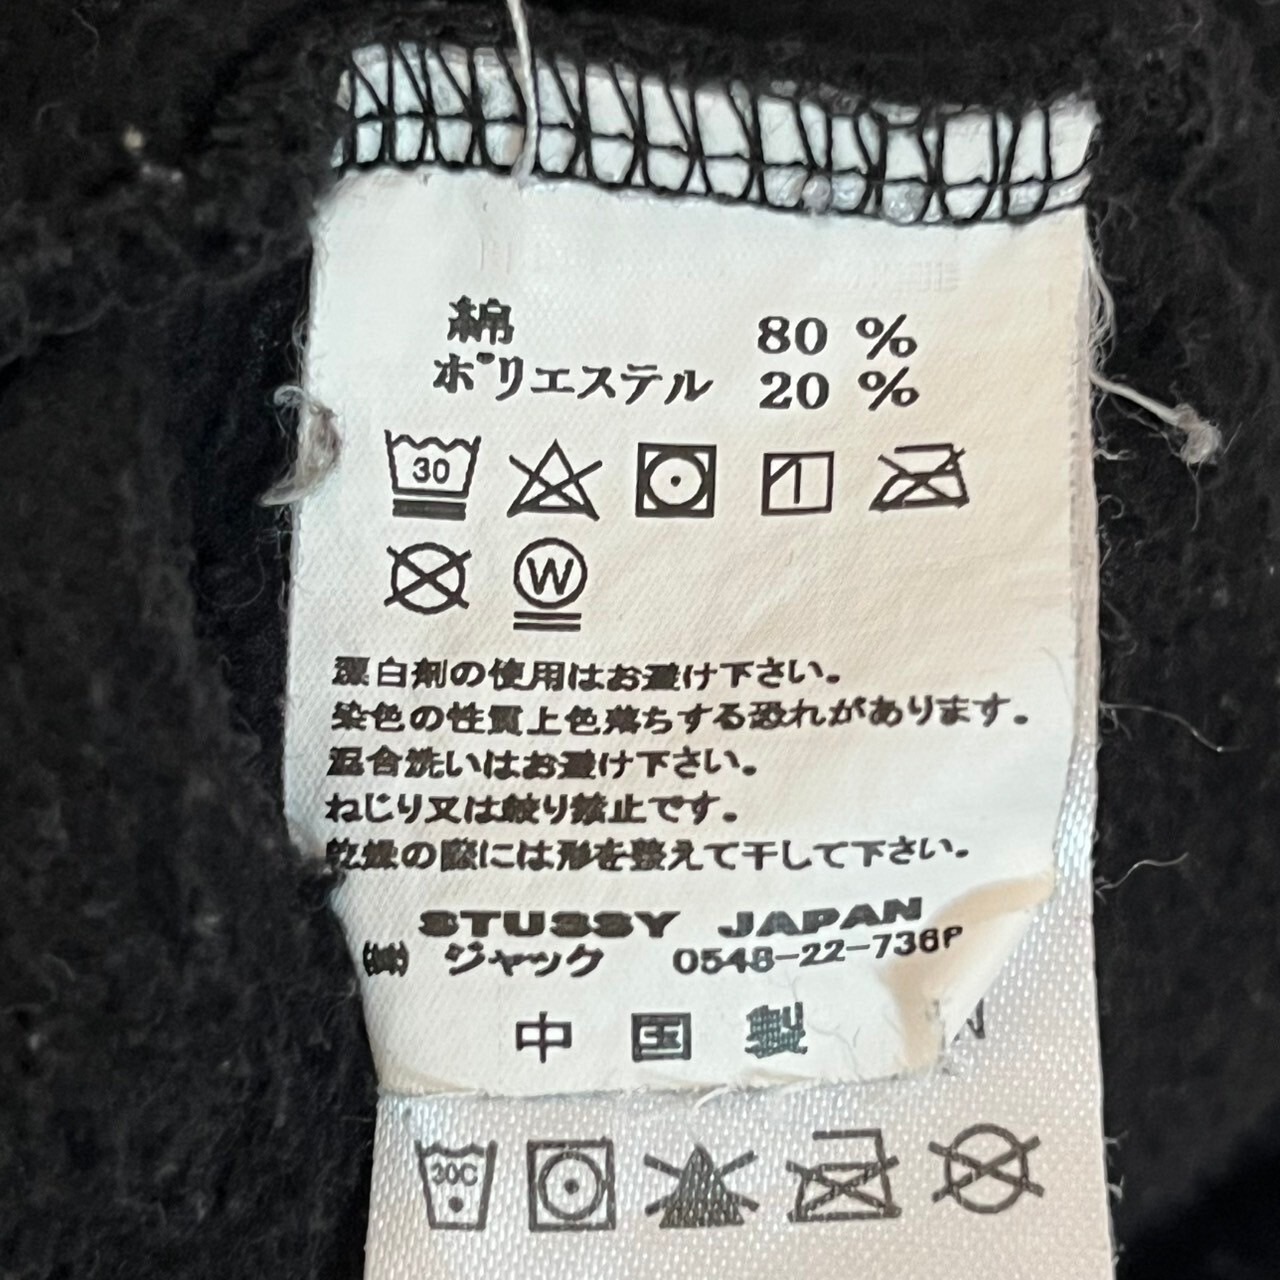 綿 80 %
ポリエステル 20 %
30
W
漂白剤の使用はお避け下さい。
染色の性質上色落ちする恐れがあります。
混合洗いはお避け下さい。
ねじり又は絞り禁止です。
乾燥の際には形を整えて干して下さい。
STUSSY JAPAN
(株) ジャック 0548-22-736
中国製
N
30C